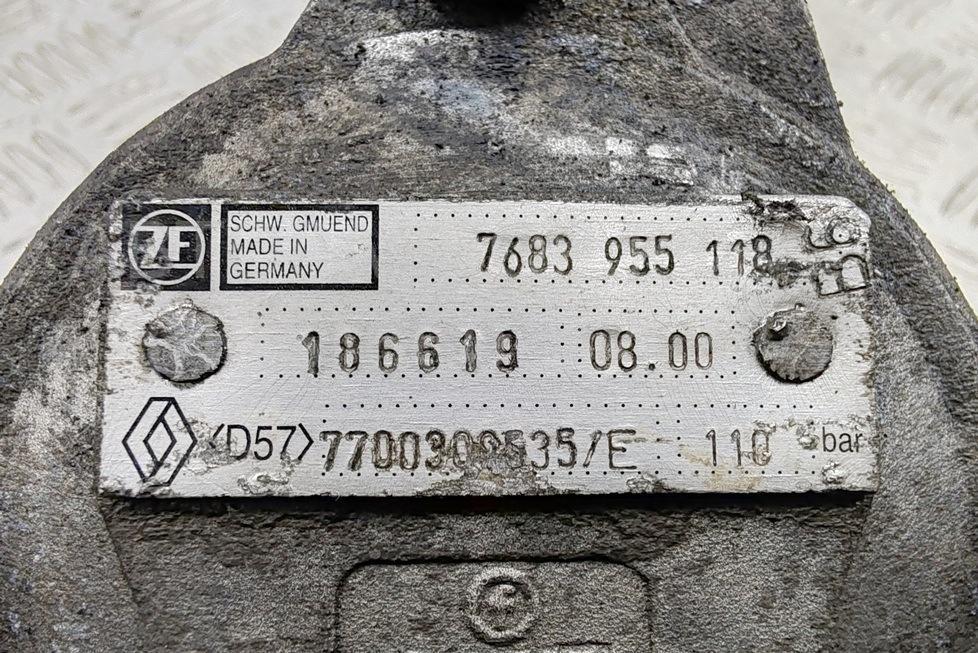 ZF
SCHW. GMUEND
MADE IN
GERMANY
7683 955 118
186619 08.00
<D57> 110 bar